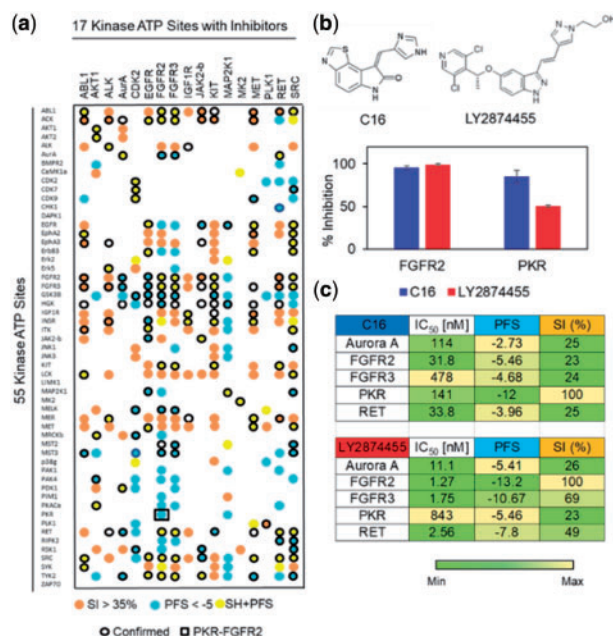 (a)
17 Kinase ATP Sites with Inhibitors
ABL1 AKT1 ALK AurA CDK2 EGFR FGFR2 FGFR3 IGF1R JAK2-b KIT MAP2K1 MK2 MET PLK1 RET SRC
55 Kinase ATP Sites
ABL1
ACK
AKT1
AKT2
ALK
AurA
BMPR2
CaMK1a
CDK2
CDK7
CDK9
CHK1
DAPK1
EGFR
EphA2
EphA3
ErbB3
Erk2
Erk5
FGFR2
FGFR3
GSK3B
HGK
IGF1R
INSR
ITK
JAK2-b
JNK1
JNK3
KIT
LCK
LIMK1
MAP2K1
MK2
MELK
MER
MET
MRCKb
MST2
MST3
p38g
PAK1
PAK4
PDK1
PIM1
PKACa
PKR
PLK1
RET
RIPK2
RSK1
SRC
SYK
TYK2
ZAP70
SI > 35% PFS < -5 SH+PFS
Confirmed PKR-FGFR2
(b)
N S N NH O N H
C16
N Cl Cl O N N H N N OH
LY2874455
% Inhibition
100
50
0
FGFR2 PKR
C16 LY2874455
(c)
C16 IC50 [nM] PFS SI (%)
Aurora A 114 -2.73 25
FGFR2 31.8 -5.46 23
FGFR3 478 -4.68 24
PKR 141 -12 100
RET 33.8 -3.96 25
LY2874455 IC50 [nM] PFS SI (%)
Aurora A 11.1 -5.41 26
FGFR2 1.27 -13.2 100
FGFR3 1.75 -10.67 69
PKR 843 -5.46 23
RET 2.56 -7.8 49
Min Max